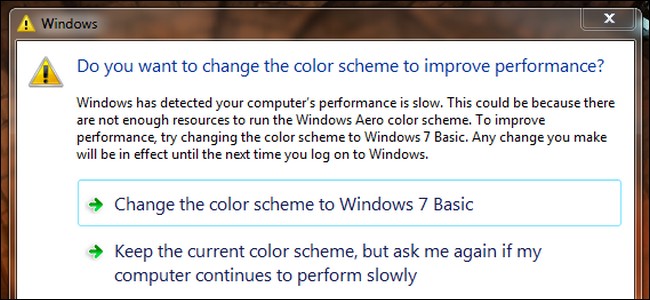 Windows
Do you want to change the color scheme to improve performance?
Windows has detected your computer's performance is slow. This could be because there
are not enough resources to run the Windows Aero color scheme. To improve
performance, try changing the color scheme to Windows 7 Basic. Any change you make
will be in effect until the next time you log on to Windows.
Change the color scheme to Windows 7 Basic
Keep the current color scheme, but ask me again if my
computer continues to perform slowly